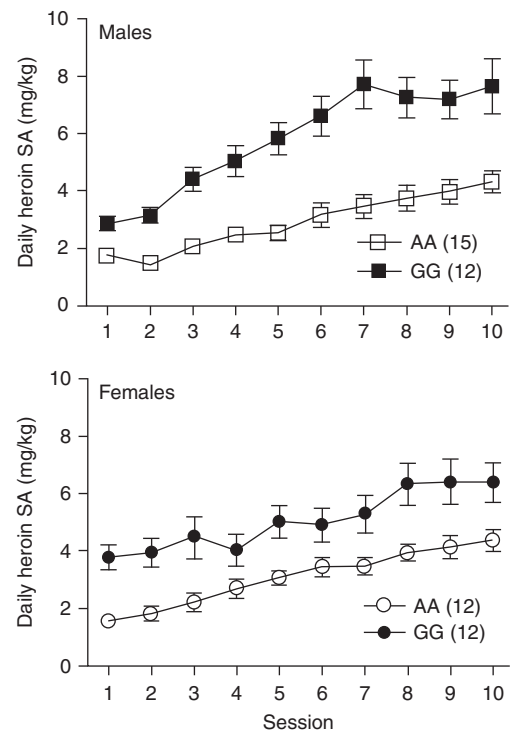 Males
Daily heroin SA (mg/kg)
10
8
6
4
2
0
AA (15)
GG (12)
1 2 3 4 5 6 7 8 9 10
Females
Daily heroin SA (mg/kg)
10
8
6
4
2
0
AA (12)
GG (12)
1 2 3 4 5 6 7 8 9 10
Session